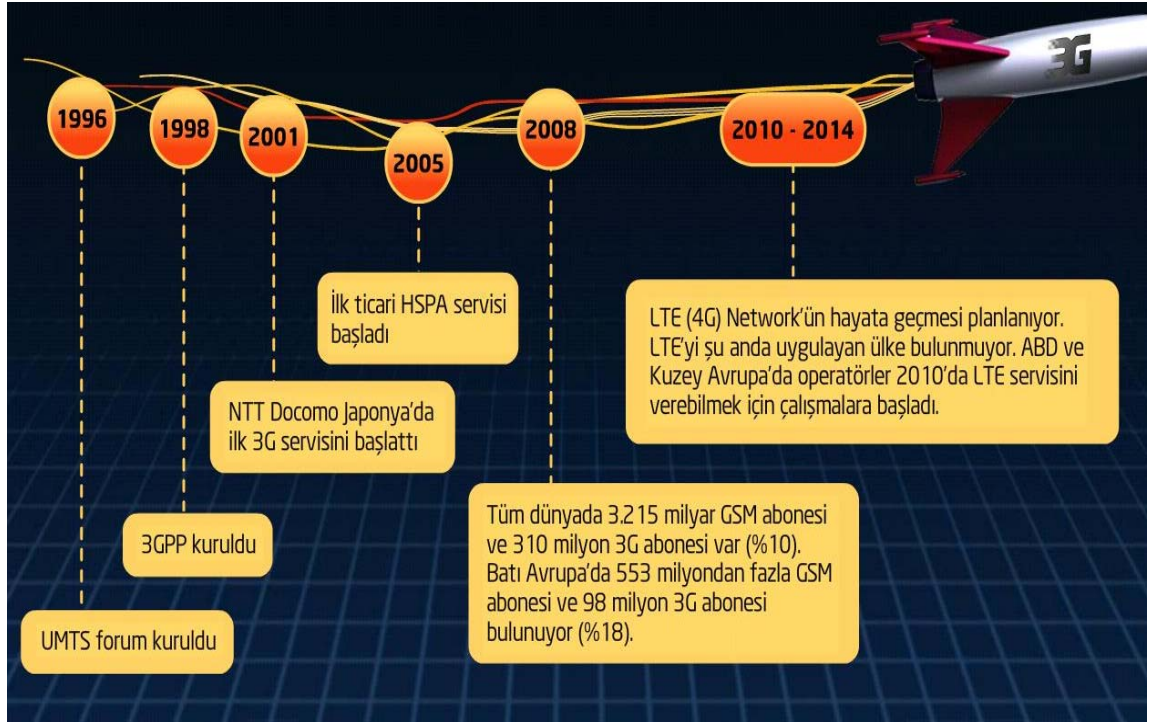 3G
1996
1998
2001
2005
2008
2010 - 2014
İlk ticari HSPA servisi
başladı
LTE (4G) Network'ün hayata geçmesi planlanıyor.
LTE'yi şu anda uygulayan ülke bulunmuyor. ABD ve
Kuzey Avrupa'da operatörler 2010'da LTE servisini
verebilmek için çalışmalara başladı.
NTT Docomo Japonya'da
ilk 3G servisini başlattı
Tüm dünyada 3.215 milyar GSM abonesi
ve 310 milyon 3G abonesi var (%10).
Batı Avrupa'da 553 milyondan fazla GSM
abonesi ve 98 milyon 3G abonesi
bulunuyor (%18).
3GPP kuruldu
UMTS forum kuruldu